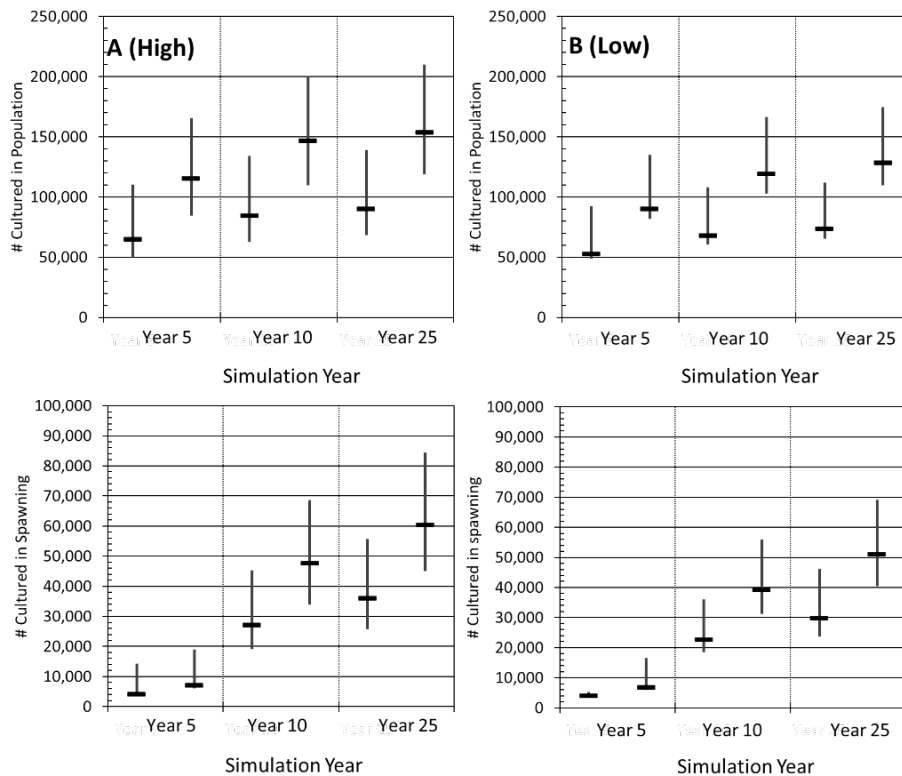 A (High)
# Cultured in Population
250,000
200,000
150,000
100,000
50,000
0
Year 5 Year 10 Year 25
Simulation Year
B (Low)
# Cultured in Population
250,000
200,000
150,000
100,000
50,000
0
Year 5 Year 10 Year 25
Simulation Year
# Cultured in Spawning
100,000
90,000
80,000
70,000
60,000
50,000
40,000
30,000
20,000
10,000
0
Year 5 Year 10 Year 25
Simulation Year
# Cultured in spawning
100,000
90,000
80,000
70,000
60,000
50,000
40,000
30,000
20,000
10,000
0
Year 5 Year 10 Year 25
Simulation Year